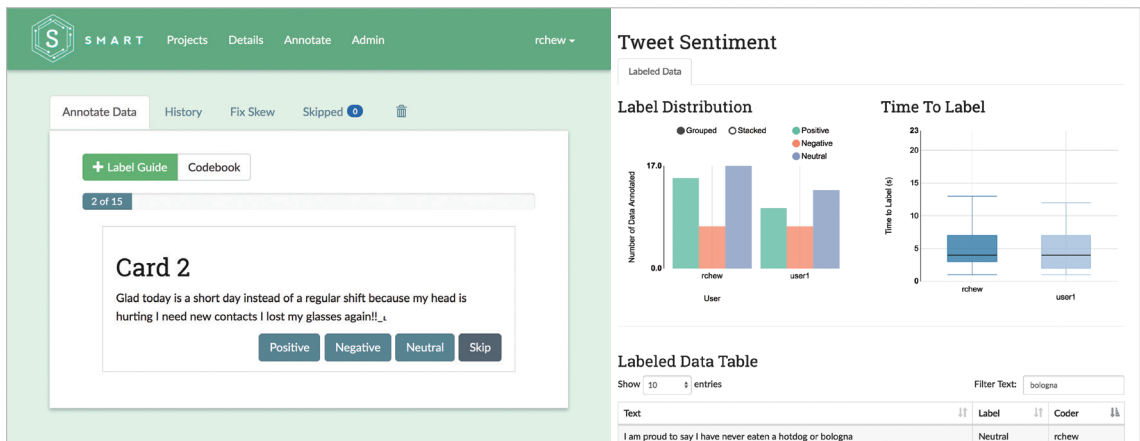 S SMART Projects Details Annotate Admin rchew
Annotate Data History Fix Skew Skipped 0
+ Label Guide Codebook
2 of 15
Card 2
Glad today is a short day instead of a regular shift because my head is
hurting I need new contacts I lost my glasses again!!_
Positive Negative Neutral Skip
Tweet Sentiment
Labeled Data
Label Distribution
Grouped Stacked
Positive
Negative
Neutral
17.0
0.0
Number of Data Annotated
rchew user1
User
Time To Label
23
20
15
10
5
0
Time to Label (s)
rchew
user1
Labeled Data Table
Show 10 entries Filter Text: bologna
Text Label Coder
I am proud to say I have never eaten a hotdog or bologna Neutral rchew